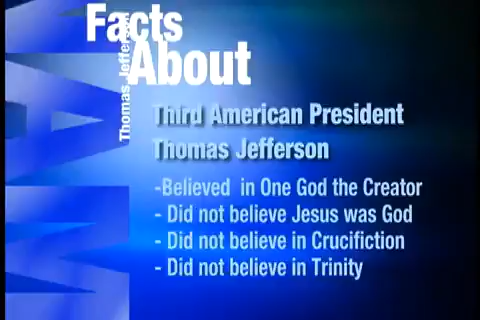 Facts
About
Thomas Jefferson
Third American President
Thomas Jefferson
-Believed in One God the Creator
- Did not believe Jesus was God
- Did not believe in Crucifiction
- Did not believe in Trinity